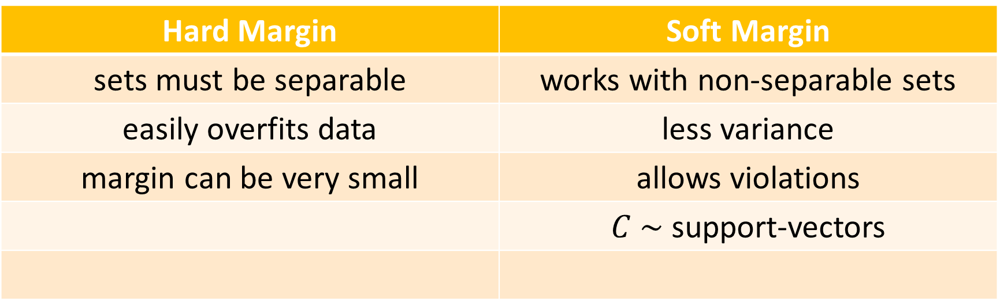 Hard Margin
Soft Margin
sets must be separable
works with non-separable sets
easily overfits data
less variance
margin can be very small
allows violations
C ~ support-vectors